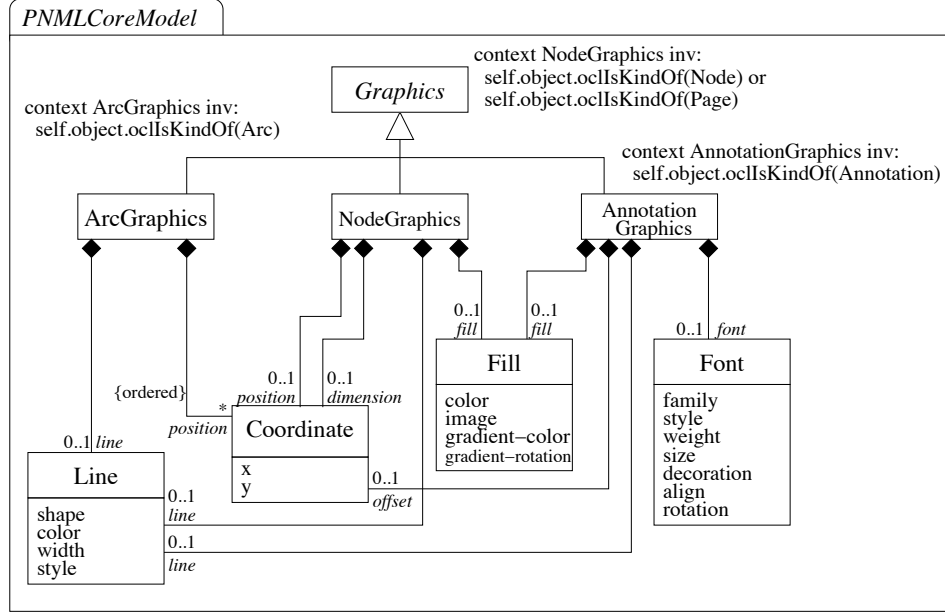 PNMLCoreModel
context NodeGraphics inv:
self.object.oclIsKindOf(Node) or
self.object.oclIsKindOf(Page)
Graphics
context ArcGraphics inv:
self.object.oclIsKindOf(Arc)
context AnnotationGraphics inv:
self.object.oclIsKindOf(Annotation)
ArcGraphics
NodeGraphics
Annotation
Graphics
0..1
fill
0..1
fill
0..1 font
{ordered}
*
position
0..1
position
0..1
dimension
0..1 line
Fill
color
image
gradient-color
gradient-rotation
Font
family
style
weight
size
decoration
align
rotation
Coordinate
x
y
0..1
offset
Line
shape
color
width
style
0..1
line
0..1
line